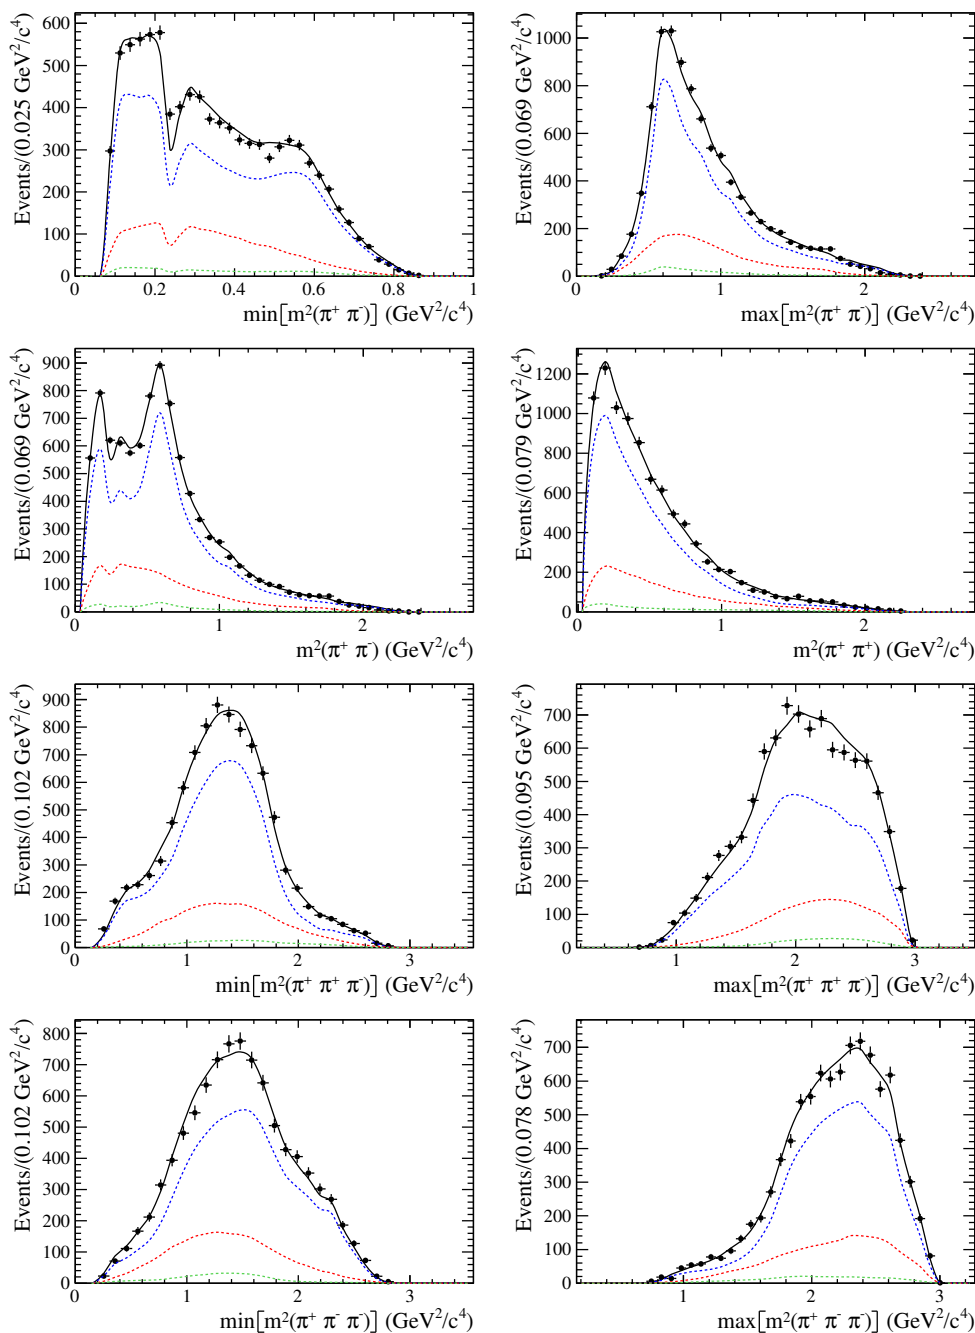 Events/(0.025 GeV²/c⁴)
600
500
400
300
200
100
0
0 0.2 0.4 0.6 0.8 1
min[m²(π⁺ π⁻)] (GeV²/c⁴)
Events/(0.069 GeV²/c⁴)
1000
800
600
400
200
0
0 1 2
max[m²(π⁺ π⁻)] (GeV²/c⁴)
Events/(0.069 GeV²/c⁴)
900
800
700
600
500
400
300
200
100
0
0 1 2
m²(π⁺ π⁻) (GeV²/c⁴)
Events/(0.079 GeV²/c⁴)
1200
1000
800
600
400
200
0
0 1 2
m²(π⁺ π⁺) (GeV²/c⁴)
Events/(0.102 GeV²/c⁴)
900
800
700
600
500
400
300
200
100
0
0 1 2 3
min[m²(π⁺ π⁺ π⁻)] (GeV²/c⁴)
Events/(0.095 GeV²/c⁴)
700
600
500
400
300
200
100
0
1 2 3
max[m²(π⁺ π⁺ π⁻)] (GeV²/c⁴)
Events/(0.102 GeV²/c⁴)
800
700
600
500
400
300
200
100
0
0 1 2 3
min[m²(π⁺ π⁻ π⁻)] (GeV²/c⁴)
Events/(0.078 GeV²/c⁴)
700
600
500
400
300
200
100
0
1 2 3
max[m²(π⁺ π⁻ π⁻)] (GeV²/c⁴)